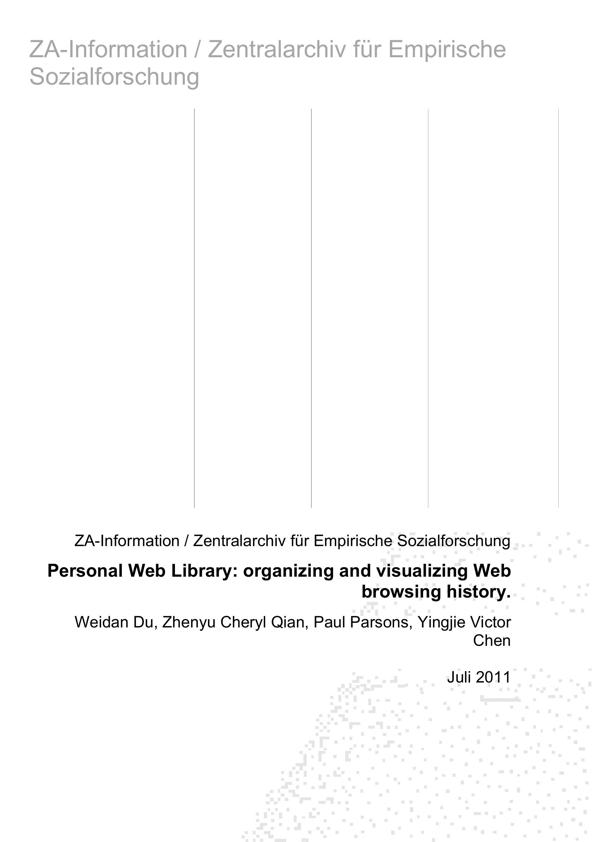 ZA-Information / Zentralarchiv für Empirische
Sozialforschung
ZA-Information / Zentralarchiv für Empirische Sozialforschung
Personal Web Library: organizing and visualizing Web
browsing history.
Weidan Du, Zhenyu Cheryl Qian, Paul Parsons, Yingjie Victor
Chen
Juli 2011